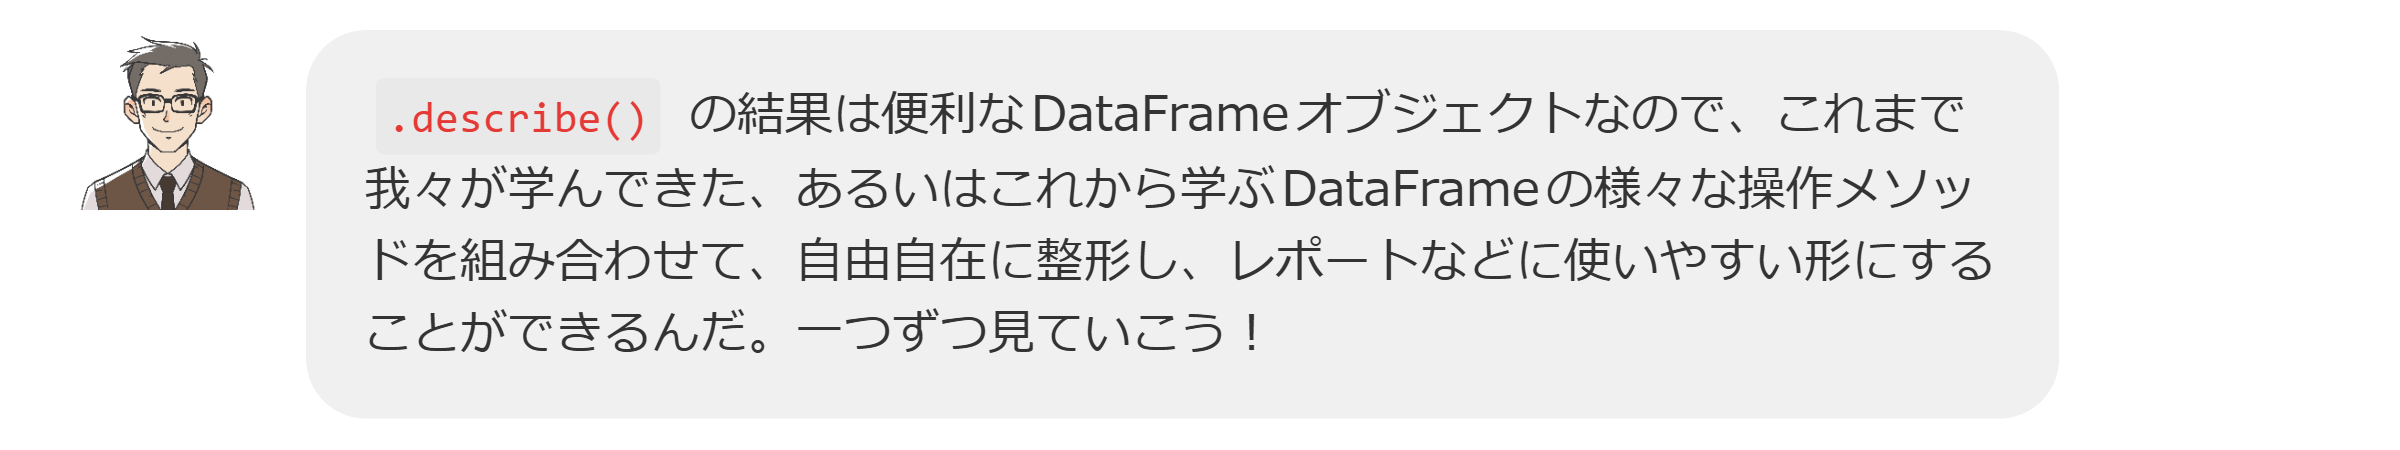 .describe() の結果は便利なDataFrameオブジェクトなので、これまで
我々が学んできた、あるいはこれから学ぶDataFrameの様々な操作メソッ
ドを組み合わせて、自由自在に整形し、レポートなどに使いやすい形にする
ことができるんだ。一つずつ見ていこう！